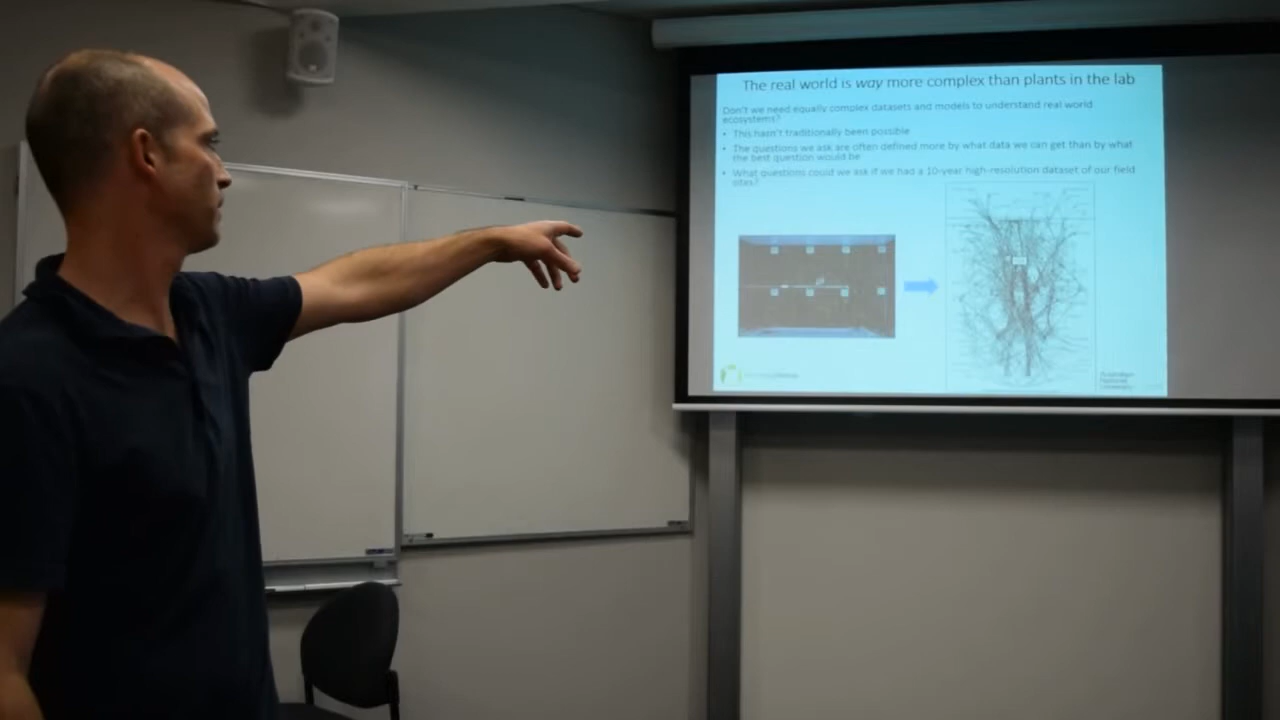 The real world is way more complex than plants in the lab
Don't we need equally complex datasets and models to understand real world
ecosystems?
• This hasn't traditionally been possible
• The questions we ask are often defined more by what data we can get than by what
the best question would be
• What questions could we ask if we had a 10-year high-resolution dataset of our field
sites?
Australian
National
University